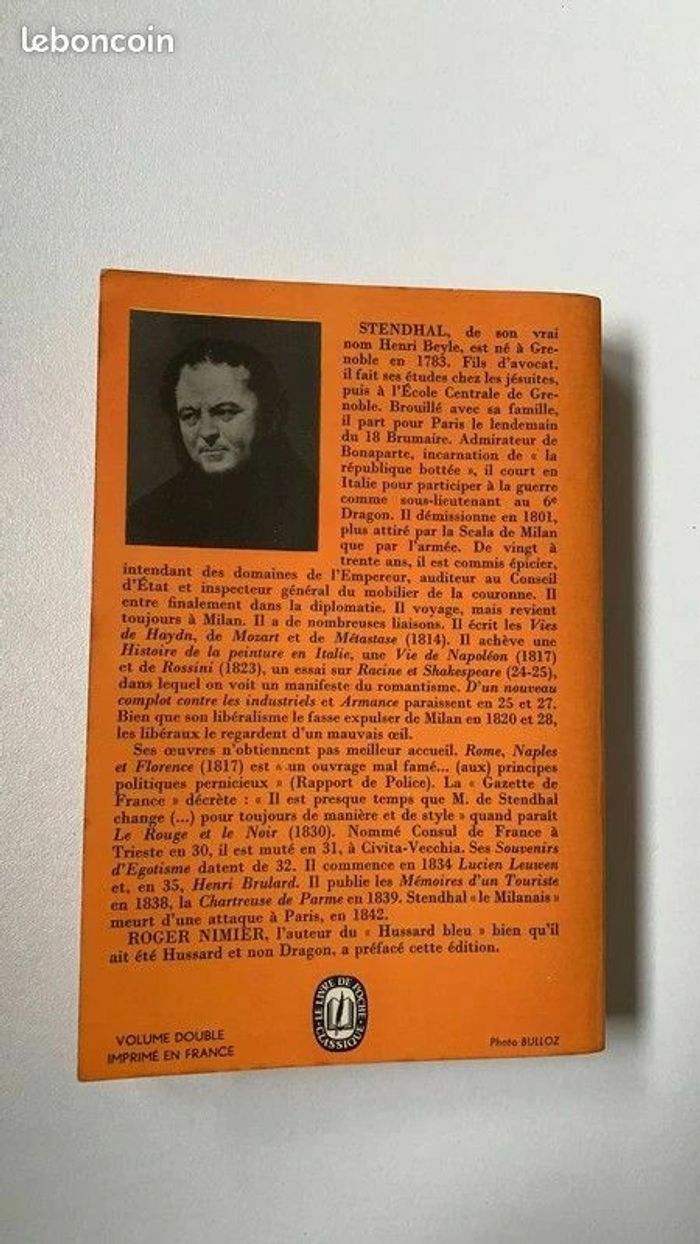 leboncoin
STENDHAL, de son vrai
nom Henri Beyle, est né à Gre-
noble en 1783. Fils d'avocat,
il fait ses études chez les jésuites,
puis à l'École Centrale de Gre-
noble. Brouillé avec sa famille,
il part pour Paris le lendemain
du 18 Brumaire. Admirateur de
Bonaparte, incarnation de « la
république bottée », il court en
Italie pour participer à la guerre
comme sous-lieutenant au 6e
Dragon. Il démissionne en 1801,
plus attiré par la Scala de Milan
que par l'armée. De vingt à
trente ans, il est commis épicier,
intendant des domaines de l'Empereur, auditeur au Conseil
d'État et inspecteur général du mobilier de la couronne. Il
entre finalement dans la diplomatie. Il voyage, mais revient
toujours à Milan. Il a de nombreuses liaisons. Il écrit les Vies
de Haydn, de Mozart et de Métastase (1814). Il achève une
Histoire de la peinture en Italie, une Vie de Napoléon (1817)
et de Rossini (1823), un essai sur Racine et Shakespeare (24-25),
dans lequel on voit un manifeste du romantisme. D'un nouveau
complot contre les industriels et Armance paraissent en 25 et 27.
Bien que son libéralisme le fasse expulser de Milan en 1820 et 28,
les libéraux le regardent d'un mauvais œil.
Ses œuvres n'obtiennent pas meilleur accueil. Rome, Naples
et Florence (1817) est « un ouvrage mal famé... (aux) principes
politiques pernicieux » (Rapport de Police). La « Gazette de
France » décrète : « Il est presque temps que M. de Stendhal
change (...) pour toujours de manière et de style » quand paraît
Le Rouge et le Noir (1830). Nommé Consul de France à
Trieste en 30, il est muté en 31, à Civita-Vecchia. Ses Souvenirs
d'Egotisme datent de 32. Il commence en 1834 Lucien Leuwen
et, en 35, Henri Brulard. Il publie les Mémoires d'un Touriste
en 1838, la Chartreuse de Parme en 1839. Stendhal « le Milanais »
meurt d'une attaque à Paris, en 1842.
ROGER NIMIER, l'auteur du « Hussard bleu » bien qu'il
ait été Hussard et non Dragon, a préfacé cette édition.
LE LIVRE DE POCHE
CLASSIQUE
VOLUME DOUBLE
IMPRIMÉ EN FRANCE
Photo BULLOZ